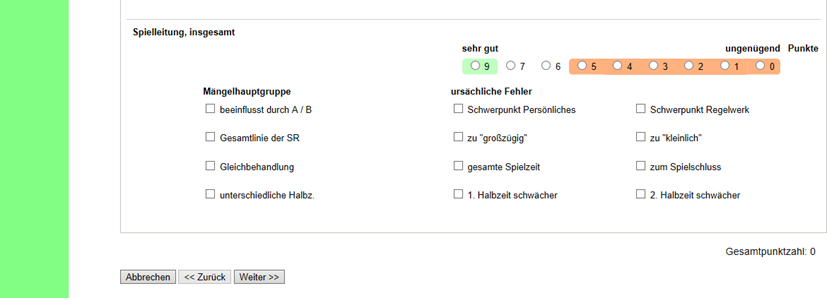 Spielleitung, insgesamt
sehr gut ungenügend Punkte
9 7 6 5 4 3 2 1 0
Mängelhauptgruppe ursächliche Fehler
beeinflusst durch A / B Schwerpunkt Persönliches Schwerpunkt Regelwerk
Gesamtlinie der SR zu "großzügig" zu "kleinlich"
Gleichbehandlung gesamte Spielzeit zum Spielschluss
unterschiedliche Halbz. 1. Halbzeit schwächer 2. Halbzeit schwächer
Gesamtpunktzahl: 0
Abbrechen << Zurück Weiter >>